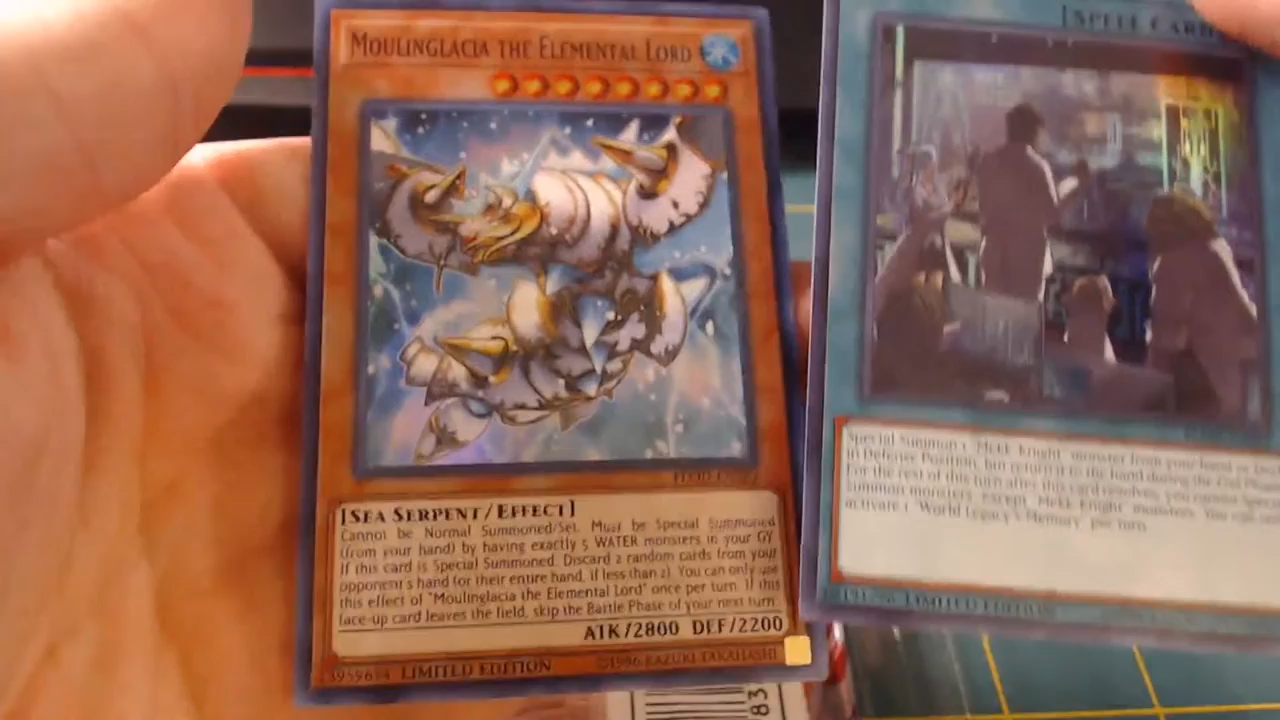 MOULINGLACIA THE ELEMENTAL LORD
[SEA SERPENT/EFFECT]
Cannot be Normal Summoned/Set. Must be Special Summoned
(from your hand) by having exactly 5 WATER monsters in your GY.
If this card is Special Summoned: Discard 2 random cards from your
opponent's hand (or their entire hand, if less than 2). You can only use
this effect of "Moulinglacia the Elemental Lord" once per turn. If this
face-up card leaves the field, skip the Battle Phase of your next turn.
ATK/2800 DEF/2200
LIMITED EDITION ©1996 KAZUKI TAKAHASHI
[SPELL CARD
Special Summon 1 "Mekk-Knight" monster from your hand or
in Defense Position, but return it to the hand during the End Phase.
For the rest of this turn after this card resolves, you cannot Special
Summon monsters, except "Mekk-Knight" monsters. You can
activate 1 "World Legacy's Memory" per turn.
LIMITED EDITION
83